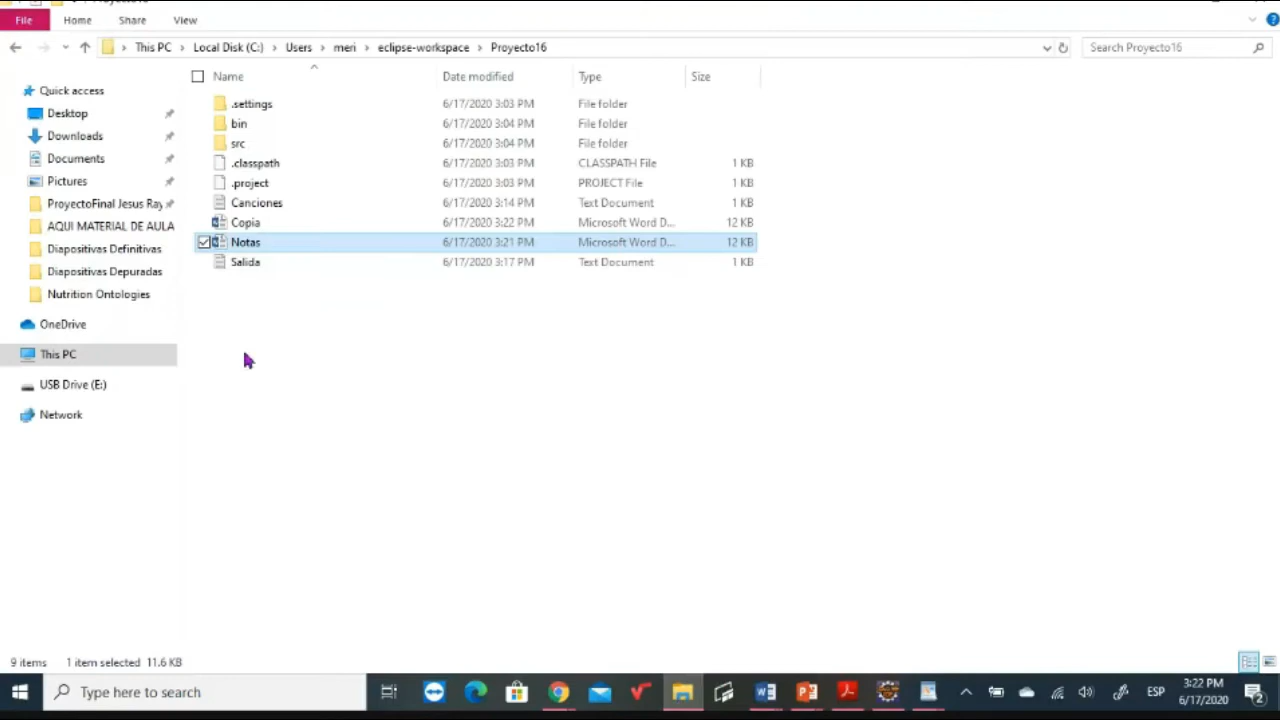 File Home Share View
This PC Local Disk (C:) Users meri eclipse-workspace Proyecto16
Search Proyecto16
Name Date modified Type Size
Quick access
Desktop
Downloads
Documents
Pictures
ProyectoFinal Jesus Ray
AQUI MATERIAL DE AULA
Diapositivas Definitivas
Diapositivas Depuradas
Nutrition Ontologies
OneDrive
This PC
USB Drive (E:)
Network
.settings 6/17/2020 3:03 PM File folder
bin 6/17/2020 3:04 PM File folder
src 6/17/2020 3:04 PM File folder
.classpath 6/17/2020 3:03 PM CLASSPATH File 1 KB
.project 6/17/2020 3:03 PM PROJECT File 1 KB
Canciones 6/17/2020 3:14 PM Text Document 1 KB
Copia 6/17/2020 3:22 PM Microsoft Word D... 12 KB
Notas 6/17/2020 3:21 PM Microsoft Word D... 12 KB
Salida 6/17/2020 3:17 PM Text Document 1 KB
9 items 1 item selected 11.6 KB
Type here to search
ESP
3:22 PM
6/17/2020
2